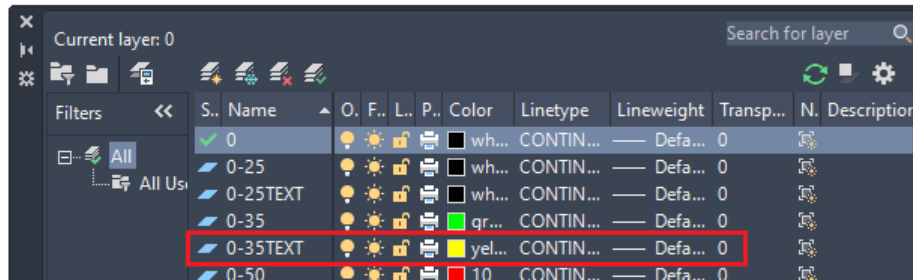 Current layer: 0
Search for layer
Filters
S.. Name O. F.. L.. P.. Color Linetype Lineweight Transp... N. Description
All
All Use
0 wh... CONTIN... Defa... 0
0-25 wh... CONTIN... Defa... 0
0-25TEXT wh... CONTIN... Defa... 0
0-35 gr... CONTIN... Defa... 0
0-35TEXT yel... CONTIN... Defa... 0
0-50 10 CONTIN... Defa... 0